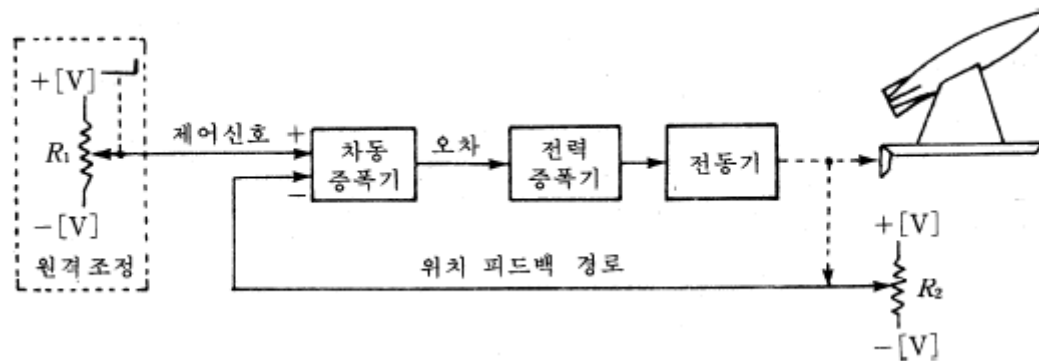 +[V]
R₁
-[V]
원격조정
제어신호
+
-
차동
증폭기
오차
전력
증폭기
전동기
위치 피드백 경로
+[V]
R₂
-[V]